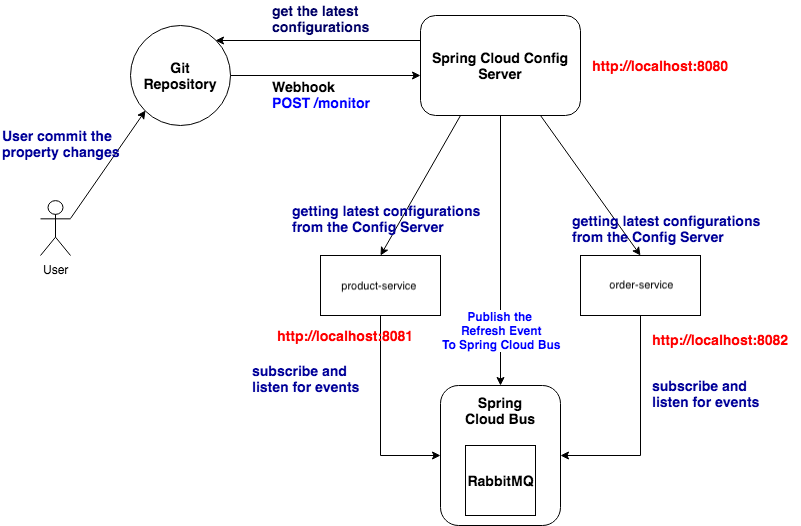 get the latest
configurations
Git
Repository
Spring Cloud Config
Server
http://localhost:8080
Webhook
POST /monitor
User commit the
property changes
User
getting latest configurations
from the Config Server
getting latest configurations
from the Config Server
product-service
order-service
http://localhost:8081
Publish the
Refresh Event
To Spring Cloud Bus
http://localhost:8082
subscribe and
listen for events
subscribe and
listen for events
Spring
Cloud Bus
RabbitMQ